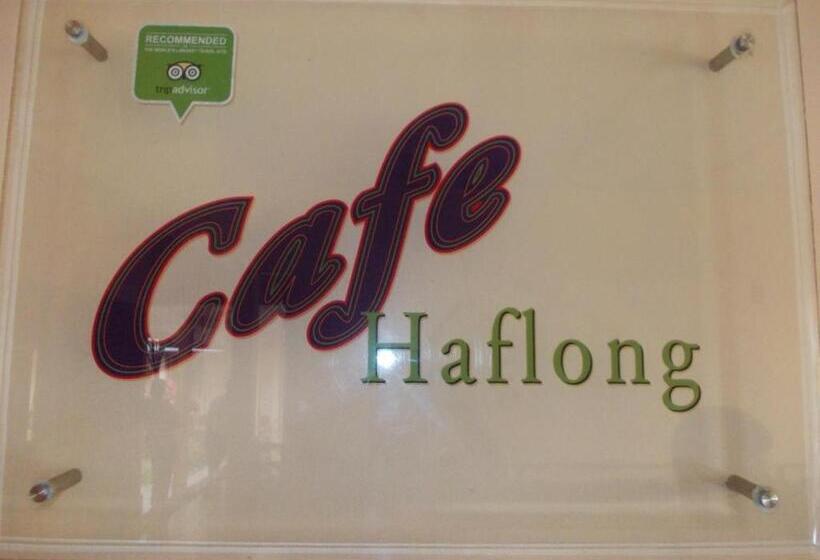 RECOMMENDED
tripadvisor
Cafe
Haflong